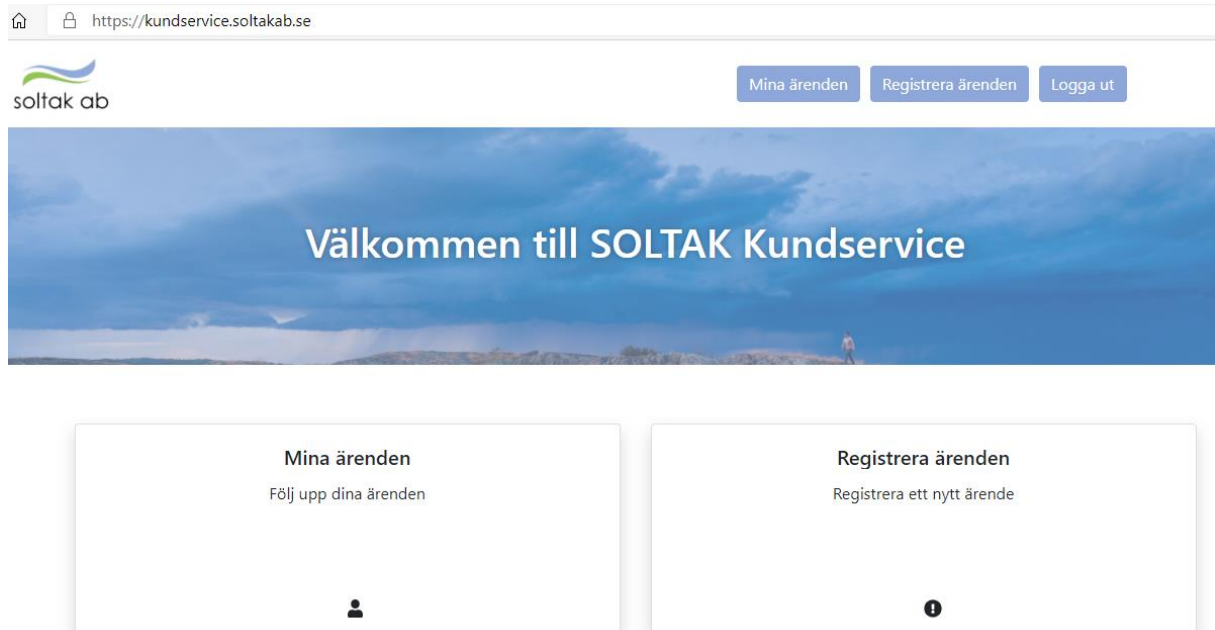 https://kundservice.soltakab.se
soltak ab
Mina ärenden Registrera ärenden Logga ut
Välkommen till SOLTAK Kundservice
Mina ärenden Registrera ärenden
Följ upp dina ärenden Registrera ett nytt ärende